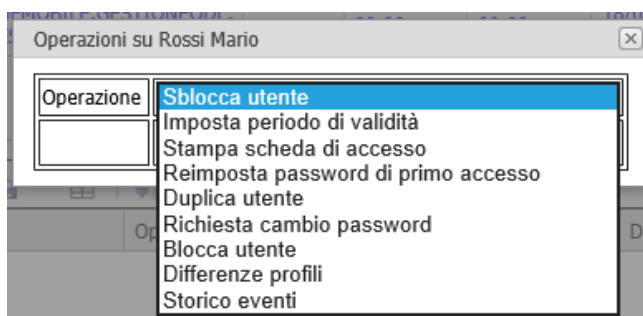 Operazioni su Rossi Mario
Operazione
Sblocca utente
Imposta periodo di validità
Stampa scheda di accesso
Reimposta password di primo accesso
Duplica utente
Richiesta cambio password
Blocca utente
Differenze profili
Storico eventi